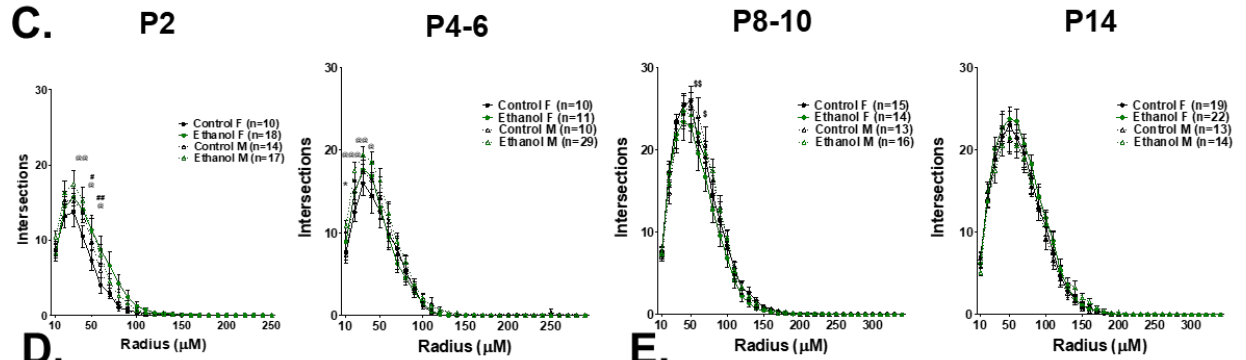 C.
P2
P4-6
P8-10
P14
30
20
10
0
Intersections
10
50
100
150
200
250
Radius (μM)
Control F (n=10)
Ethanol F (n=18)
Control M (n=14)
Ethanol M (n=17)
@@
#
@
##
@
30
20
10
0
Intersections
10
50
100
150
200
250
Radius (μM)
Control F (n=10)
Ethanol F (n=11)
Control M (n=10)
Ethanol M (n=29)
@@@
@@
@
*
30
20
10
0
Intersections
10
50
100
150
200
250
300
Radius (μM)
Control F (n=15)
Ethanol F (n=14)
Control M (n=13)
Ethanol M (n=16)
$$
$
30
20
10
0
Intersections
10
50
100
150
200
250
300
Radius (μM)
Control F (n=19)
Ethanol F (n=22)
Control M (n=13)
Ethanol M (n=14)
D.
E.